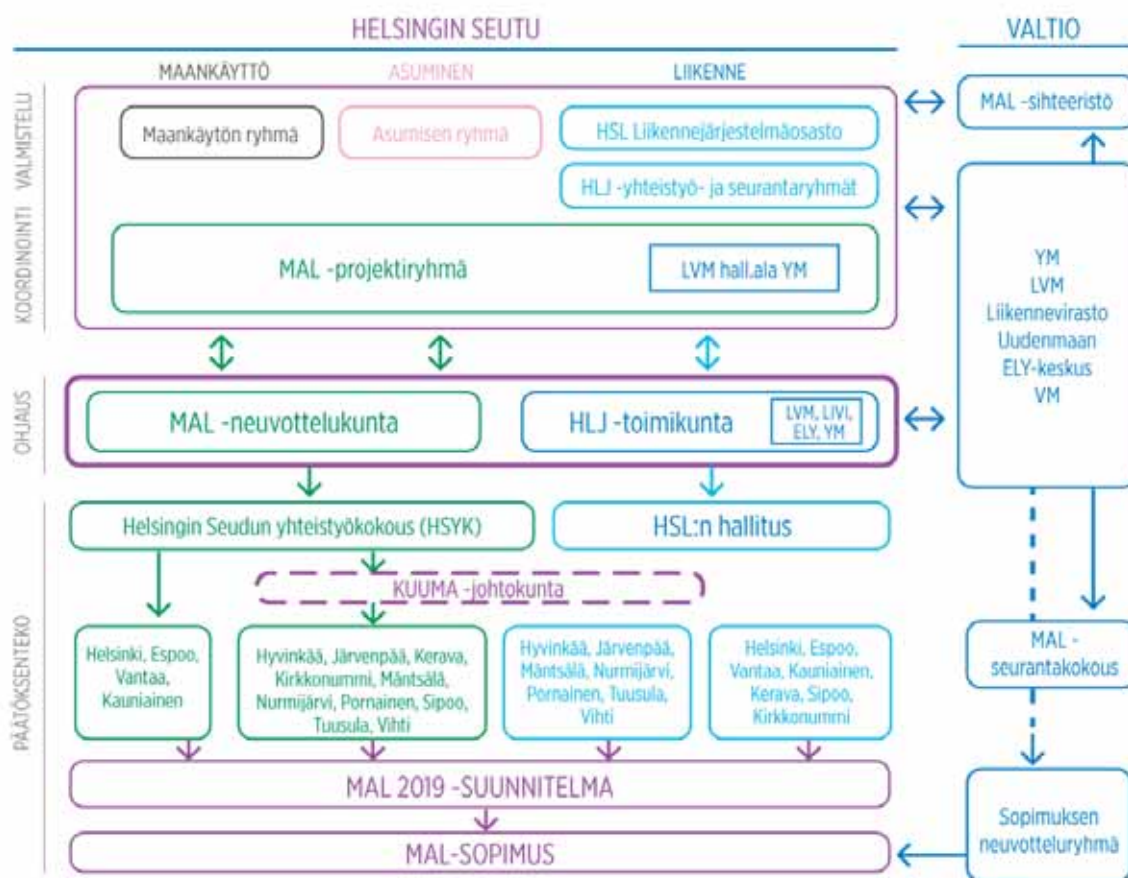 HELSINGIN SEUTU
VALTIO
MAANKÄYTTÖ
ASUMINEN
LIIKENNE
VALMISTELU
KOORDINOINTI
OHJAUS
PÄÄTÖKSENTEKO
Maankäytön ryhmä
Asumisen ryhmä
HSL Liikennejärjestelmäosasto
HLJ -yhteistyö- ja seurantaryhmät
MAL -projektiryhmä
LVM hall.ala YM
MAL -sihteeristö
YM
LVM
Liikennevirasto
Uudenmaan
ELY-keskus
VM
MAL -neuvottelukunta
HLJ -toimikunta
LVM, LIVI,
ELY, YM
Helsingin Seudun yhteistyökokous (HSYK)
HSL:n hallitus
KUUMA -johtokunta
Helsinki, Espoo,
Vantaa,
Kauniainen
Hyvinkää, Järvenpää, Kerava,
Kirkkonummi, Mäntsälä,
Nurmijärvi, Pornainen, Sipoo,
Tuusula, Vihti
Hyvinkää, Järvenpää,
Mäntsälä, Nurmijärvi,
Pornainen, Tuusula,
Vihti
Helsinki, Espoo,
Vantaa, Kauniainen,
Kerava, Sipoo,
Kirkkonummi
MAL -
seurantakokous
MAL 2019 -SUUNNITELMA
MAL-SOPIMUS
Sopimuksen
neuvotteluryhmä